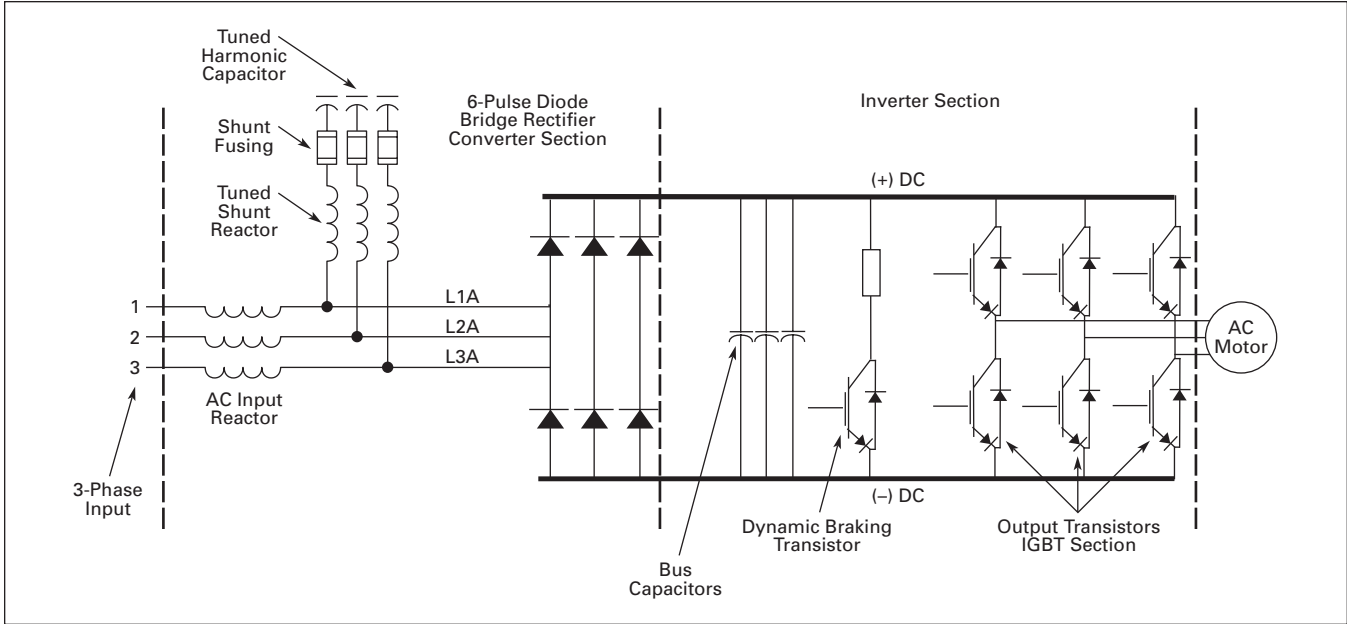 Tuned
Harmonic
Capacitor
Shunt
Fusing
Tuned
Shunt
Reactor
6-Pulse Diode
Bridge Rectifier
Converter Section
Inverter Section
(+) DC
1
2
3
L1A
L2A
L3A
AC Input
Reactor
3-Phase
Input
AC
Motor
(–) DC
Bus
Capacitors
Dynamic Braking
Transistor
Output Transistors
IGBT Section